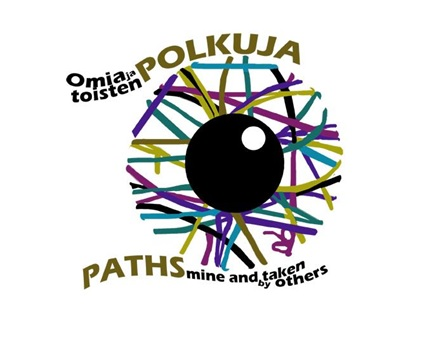 Omia ja
toisten POLKUJA
PATHS mine and taken
by others